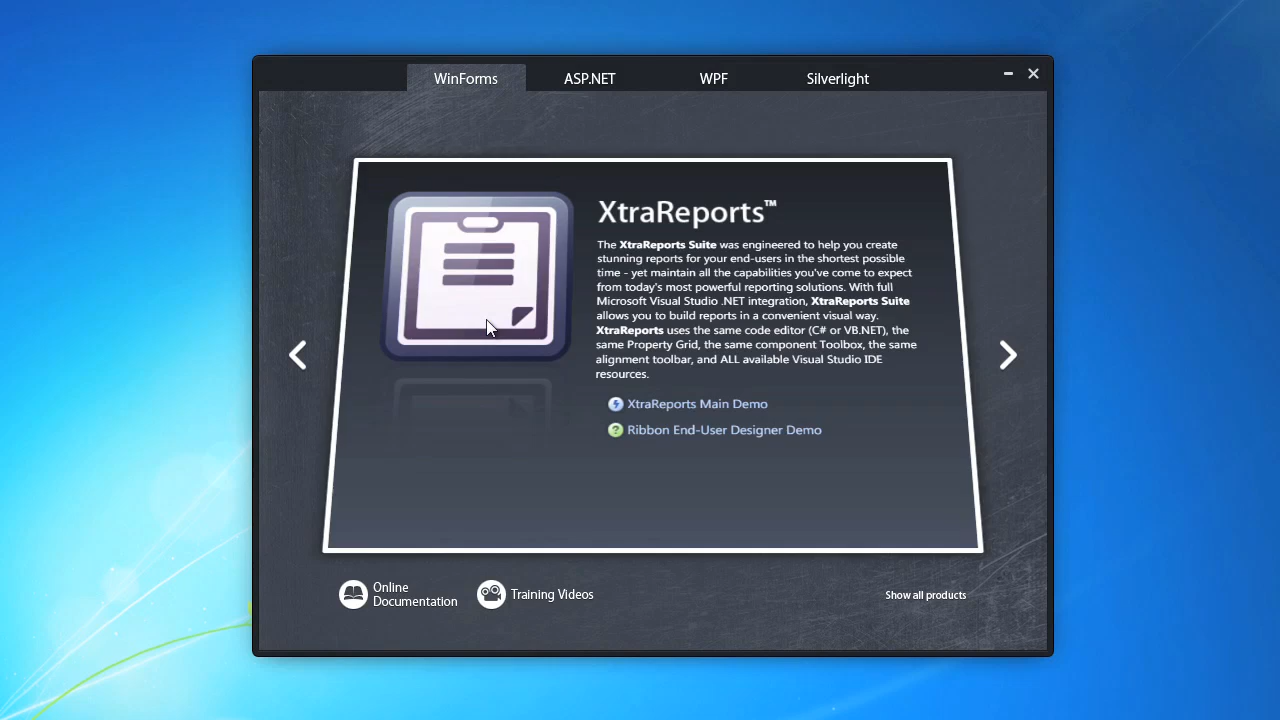 WinForms
ASP.NET
WPF
Silverlight
XtraReports™
The XtraReports Suite was engineered to help you create
stunning reports for your end-users in the shortest possible
time - yet maintain all the capabilities you've come to expect
from today's most powerful reporting solutions. With full
Microsoft Visual Studio .NET integration, XtraReports Suite
allows you to build reports in a convenient visual way.
XtraReports uses the same code editor (C# or VB.NET), the
same Property Grid, the same component Toolbox, the same
alignment toolbar, and ALL available Visual Studio IDE
resources.
XtraReports Main Demo
Ribbon End-User Designer Demo
Online
Documentation
Training Videos
Show all products